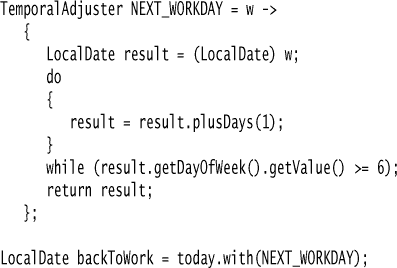 TemporalAdjuster NEXT_WORKDAY = w ->
   {
      LocalDate result = (LocalDate) w;
      do
      {
         result = result.plusDays(1);
      }
      while (result.getDayOfWeek().getValue() >= 6);
      return result;
   };

LocalDate backToWork = today.with(NEXT_WORKDAY);